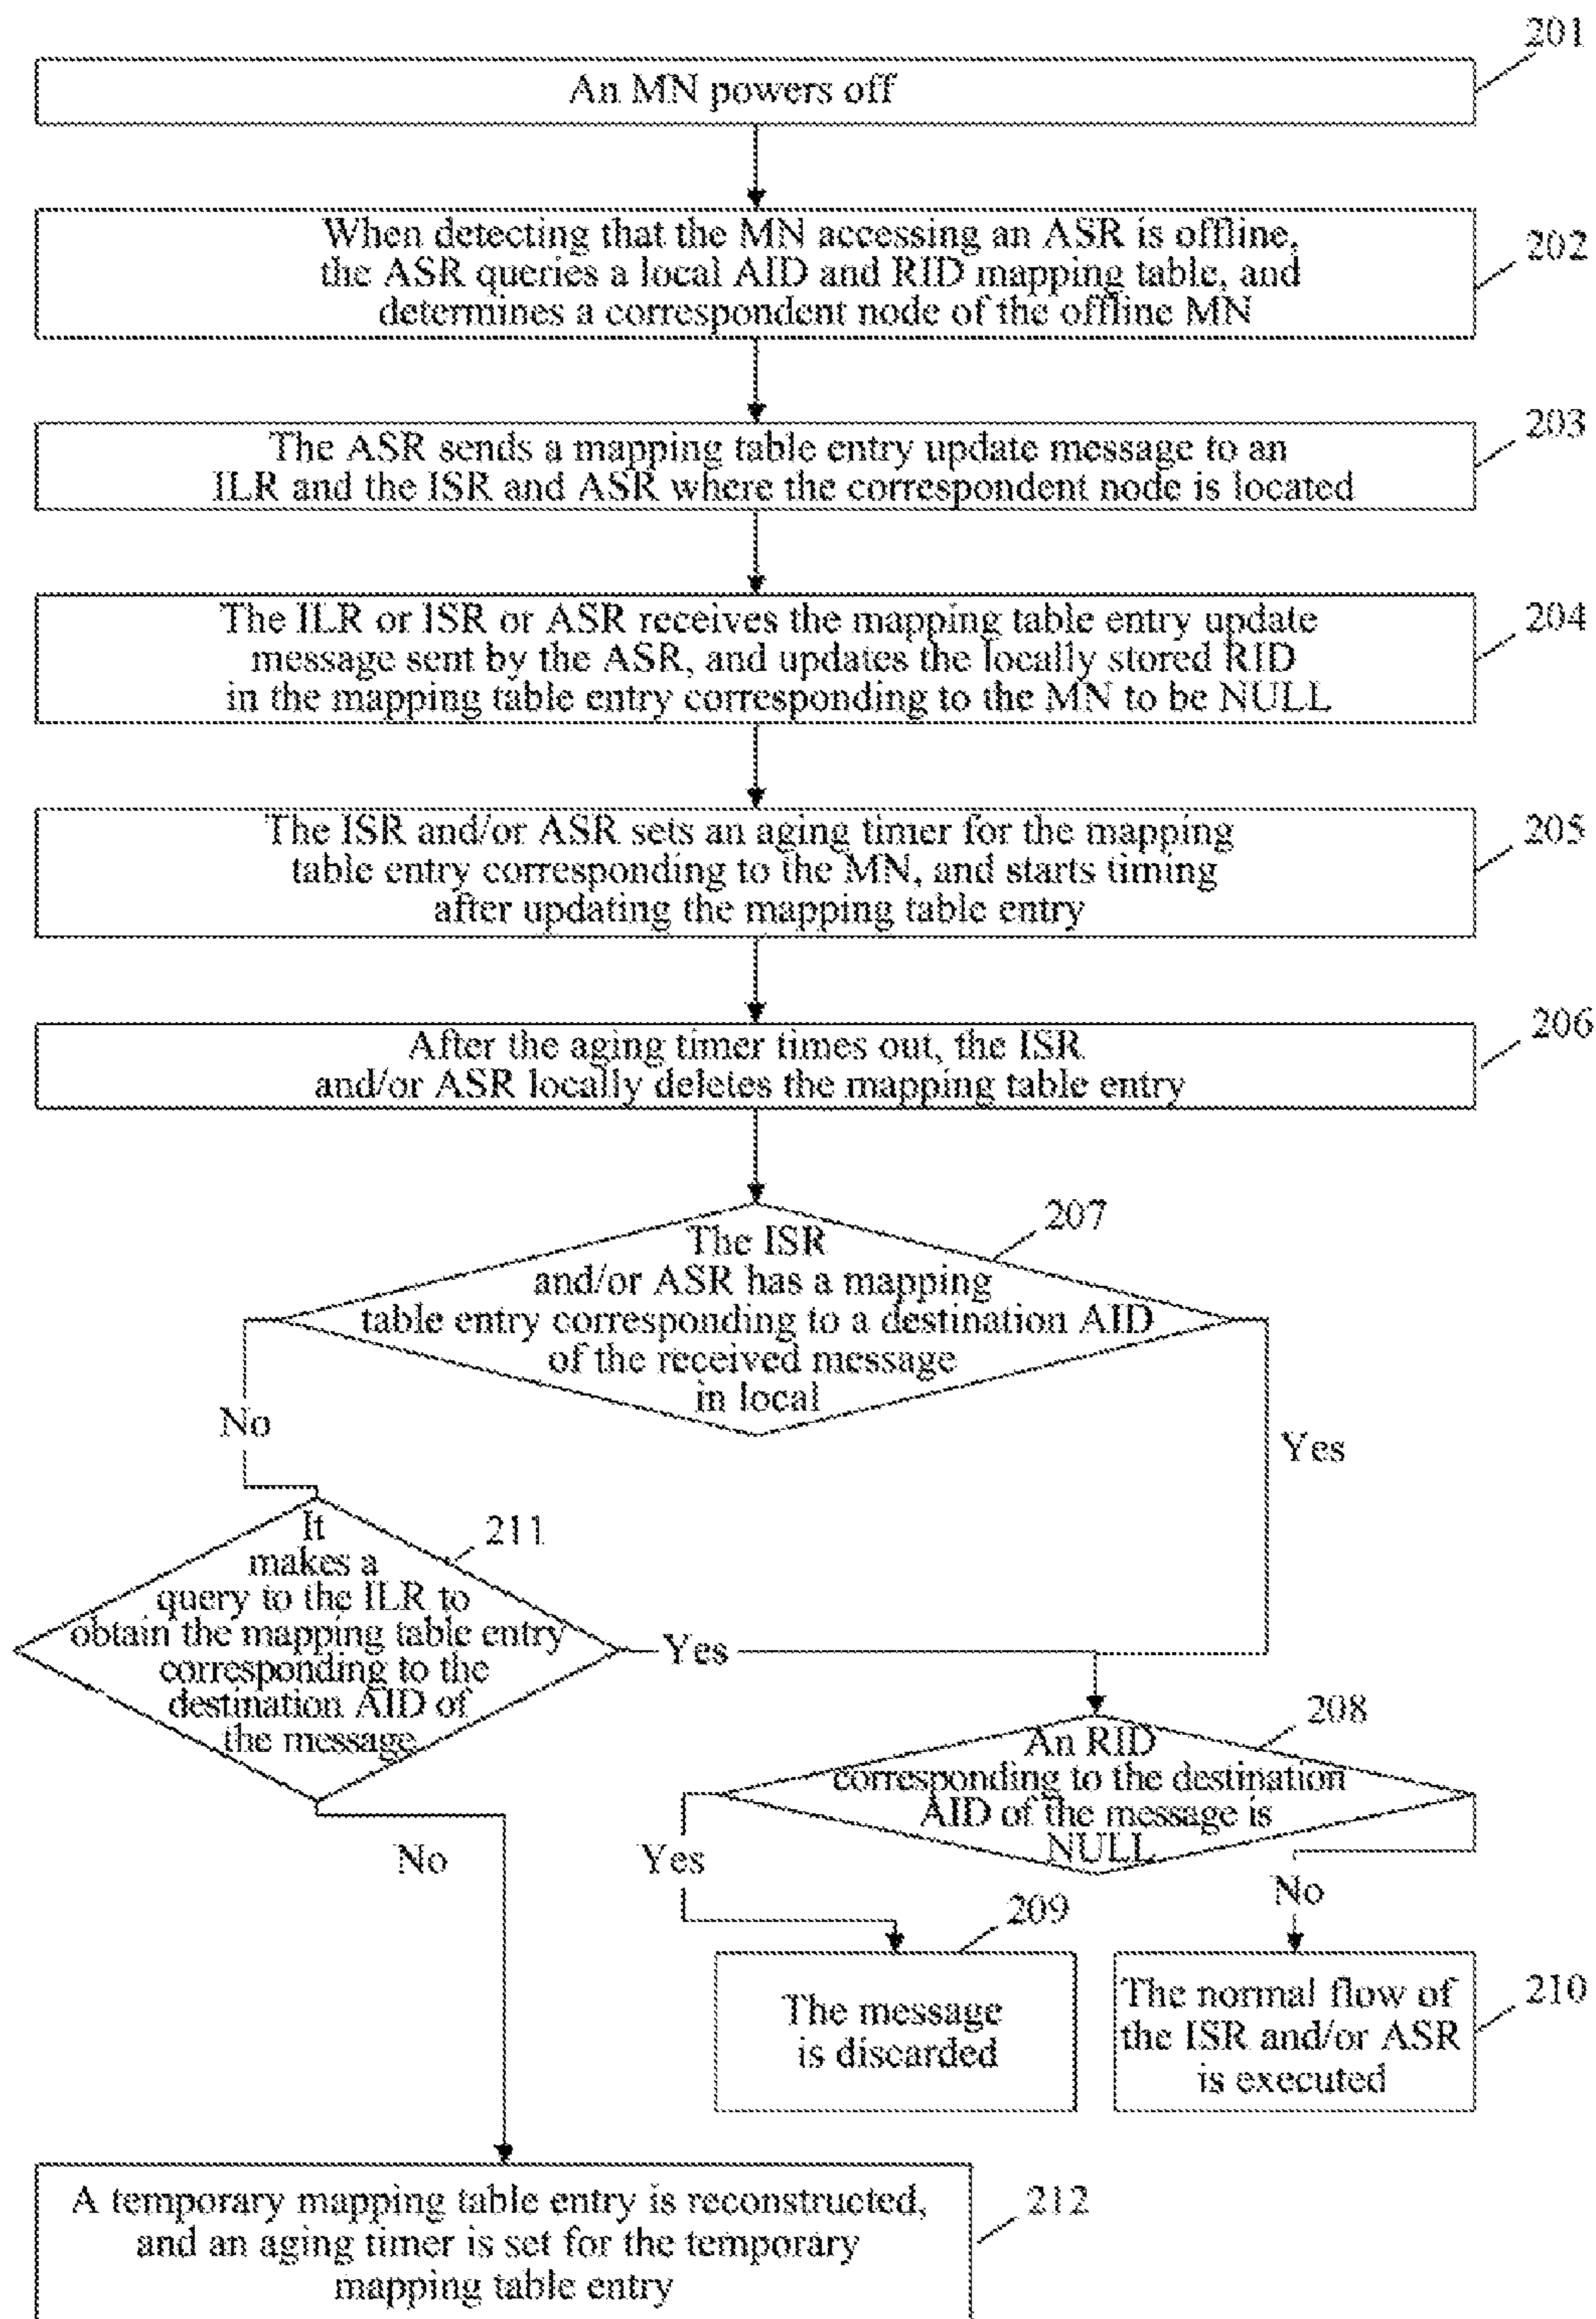 201
An MN powers off
When detecting that the MN accessing an ASR is offline,
the ASR queries a local AID and RID mapping table, and
determines a correspondent node of the offline MN
202
The ASR sends a mapping table entry update message to an
ILR and the ISR and ASR where the correspondent node is located
203
The ILR or ISR or ASR receives the mapping table entry update
message sent by the ASR, and updates the locally stored RID
in the mapping table entry corresponding to the MN to be NULL
204
The ISR and/or ASR sets an aging timer for the mapping
table entry corresponding to the MN, and starts timing
after updating the mapping table entry
205
After the aging timer times out, the ISR
and/or ASR locally deletes the mapping table entry
206
207
The ISR
and/or ASR has a mapping
table entry corresponding to a destination AID
of the received message
in local
No
Yes
211
It
makes a
query to the ILR to
obtain the mapping table entry
corresponding to the
destination AID of
the message
Yes
No
208
An RID
corresponding to the destination
AID of the message is
NULL
Yes
No
209
The message
is discarded
The normal flow of
the ISR and/or ASR
is executed
210
A temporary mapping table entry is reconstructed,
and an aging timer is set for the temporary
mapping table entry
212